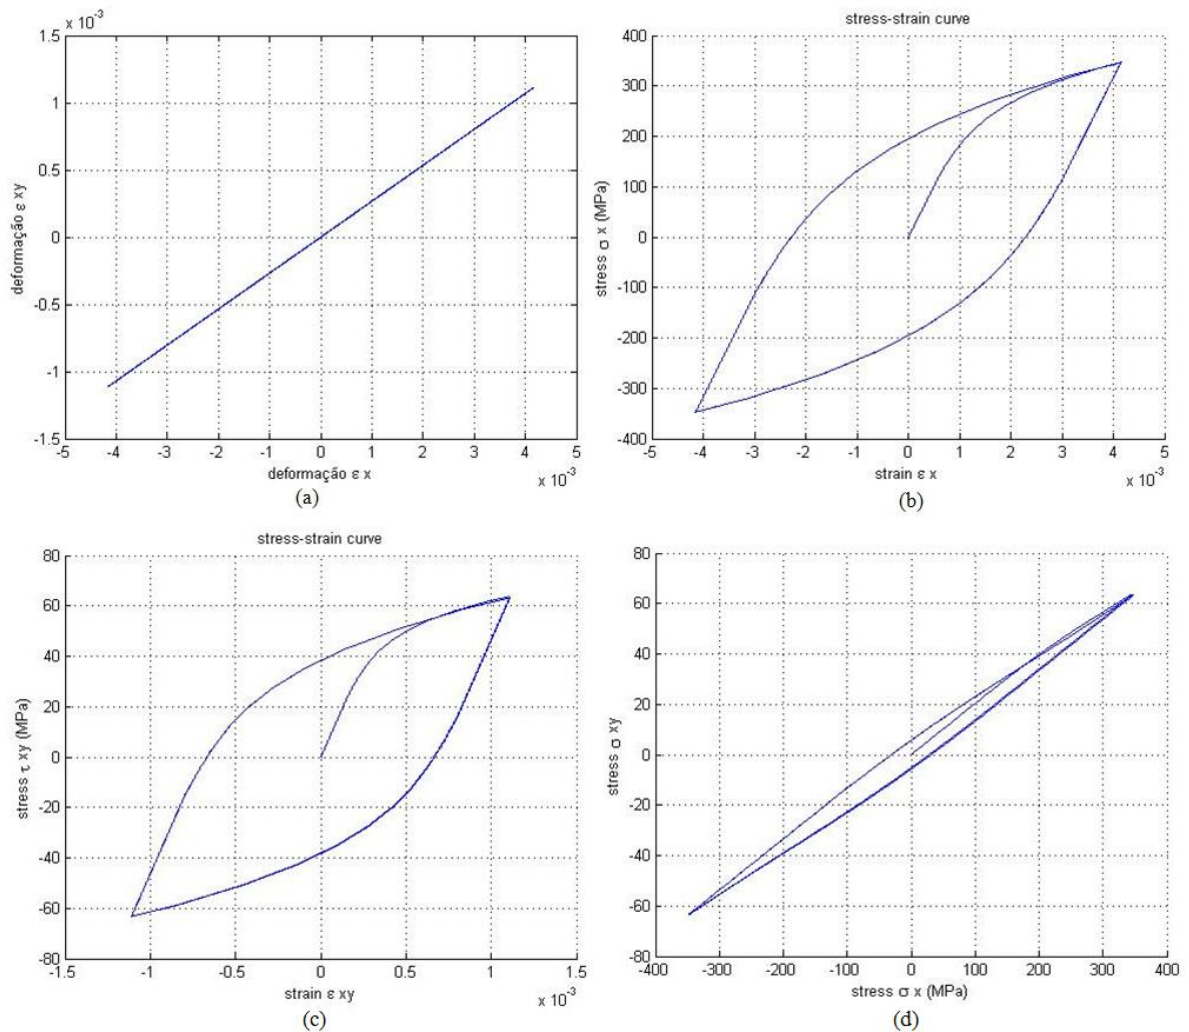 x 10⁻³
1.5
1
0.5
0
-0.5
-1
-1.5
deformação ε xy
-5 -4 -3 -2 -1 0 1 2 3 4 5
deformação ε x
x 10⁻³
(a)
stress-strain curve
400
300
200
100
0
-100
-200
-300
-400
stress σ x (MPa)
-5 -4 -3 -2 -1 0 1 2 3 4 5
strain ε x
x 10⁻³
(b)
stress-strain curve
80
60
40
20
0
-20
-40
-60
-80
stress τ xy (MPa)
-1.5 -1 -0.5 0 0.5 1 1.5
strain ε xy
x 10⁻³
(c)
80
60
40
20
0
-20
-40
-60
-80
stress σ xy
-400 -300 -200 -100 0 100 200 300 400
stress σ x (MPa)
(d)